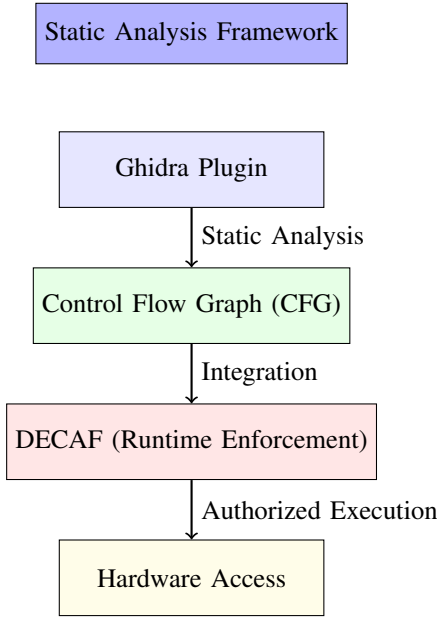 Static Analysis Framework
Ghidra Plugin
Static Analysis
Control Flow Graph (CFG)
Integration
DECAF (Runtime Enforcement)
Authorized Execution
Hardware Access